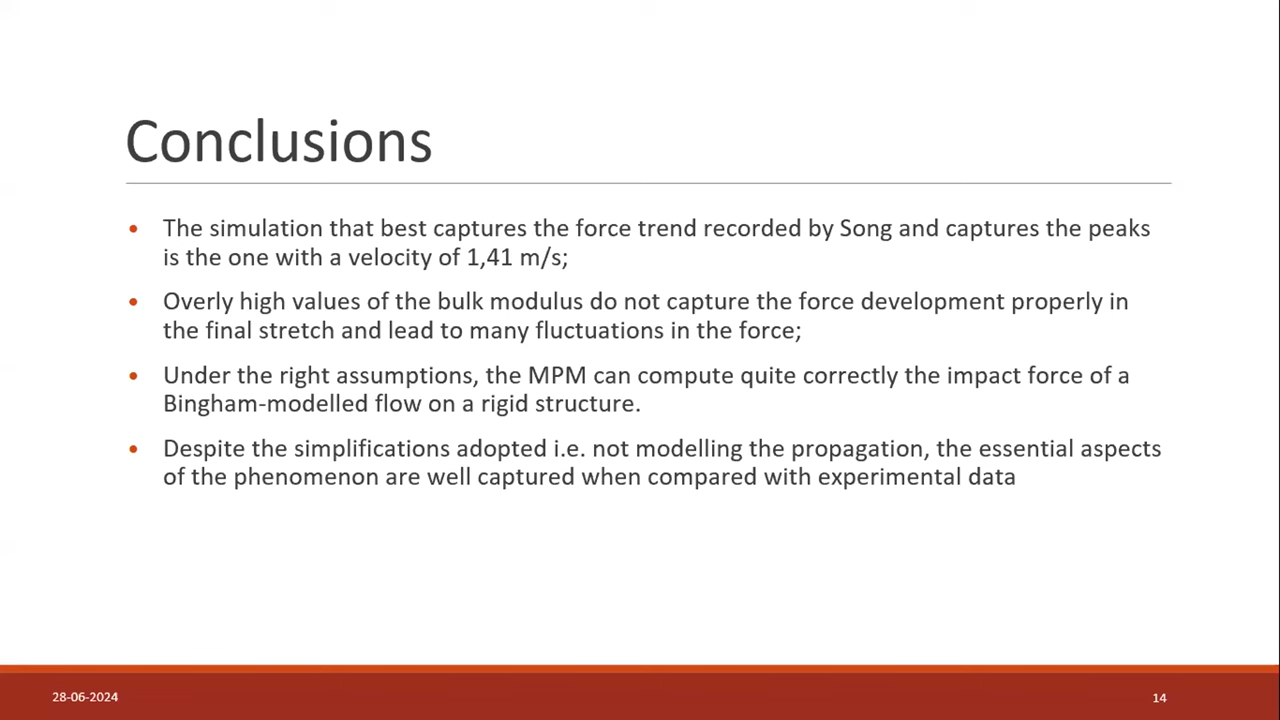 Conclusions
• The simulation that best captures the force trend recorded by Song and captures the peaks
is the one with a velocity of 1,41 m/s;
• Overly high values of the bulk modulus do not capture the force development properly in
the final stretch and lead to many fluctuations in the force;
• Under the right assumptions, the MPM can compute quite correctly the impact force of a
Bingham-modelled flow on a rigid structure.
• Despite the simplifications adopted i.e. not modelling the propagation, the essential aspects
of the phenomenon are well captured when compared with experimental data
28-06-2024
14